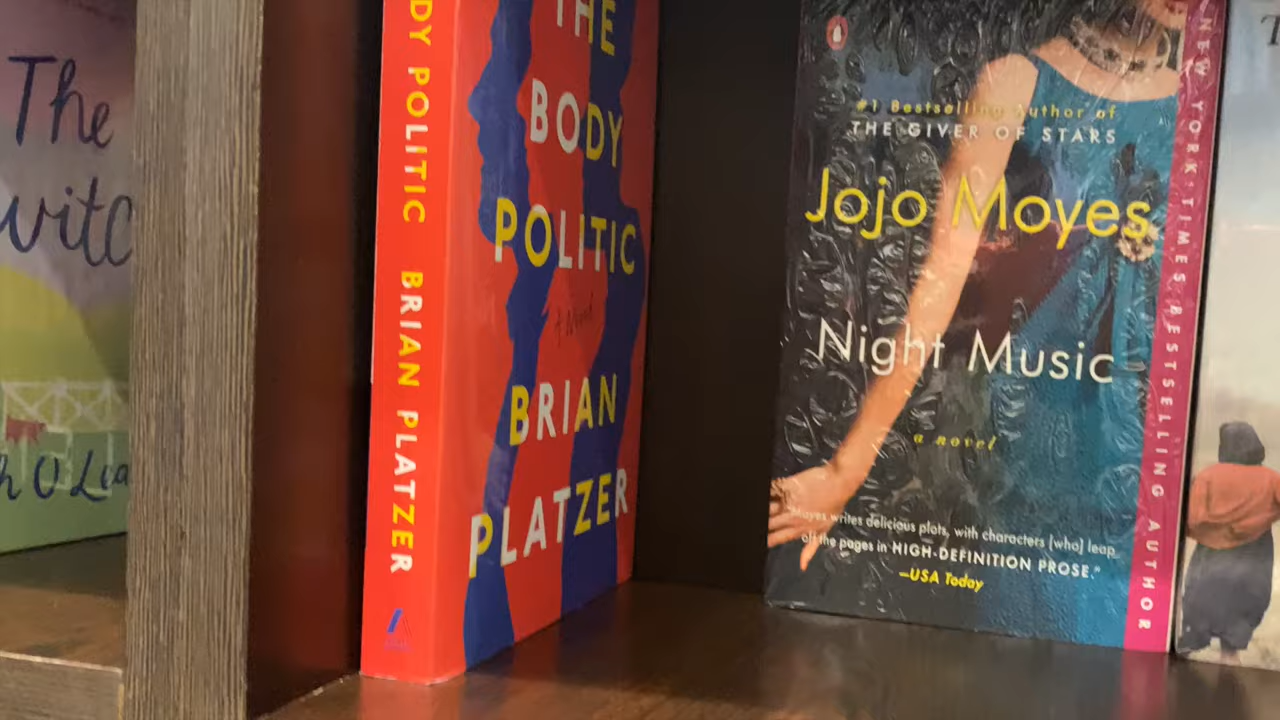 The
h O Lea
DY POLITIC BRIAN PLATZER
THE
BODY
POLITIC
A Novel
BRIAN
PLATZER
#1 Bestselling Author of
THE GIVER OF STARS
Jojo Moyes
Night Music
a novel
"Moyes writes delicious plots, with characters [who] leap
off the pages in HIGH-DEFINITION PROSE."
—USA Today
NEW YORK TIMES BESTSELLING AUTHOR